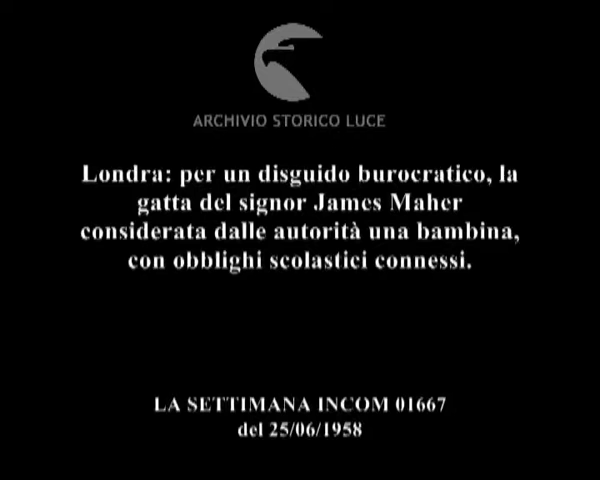 ARCHIVIO STORICO LUCE
Londra: per un disguido burocratico, la
gatta del signor James Maher
considerata dalle autorità una bambina,
con obblighi scolastici connessi.
LA SETTIMANA INCOM 01667
del 25/06/1958